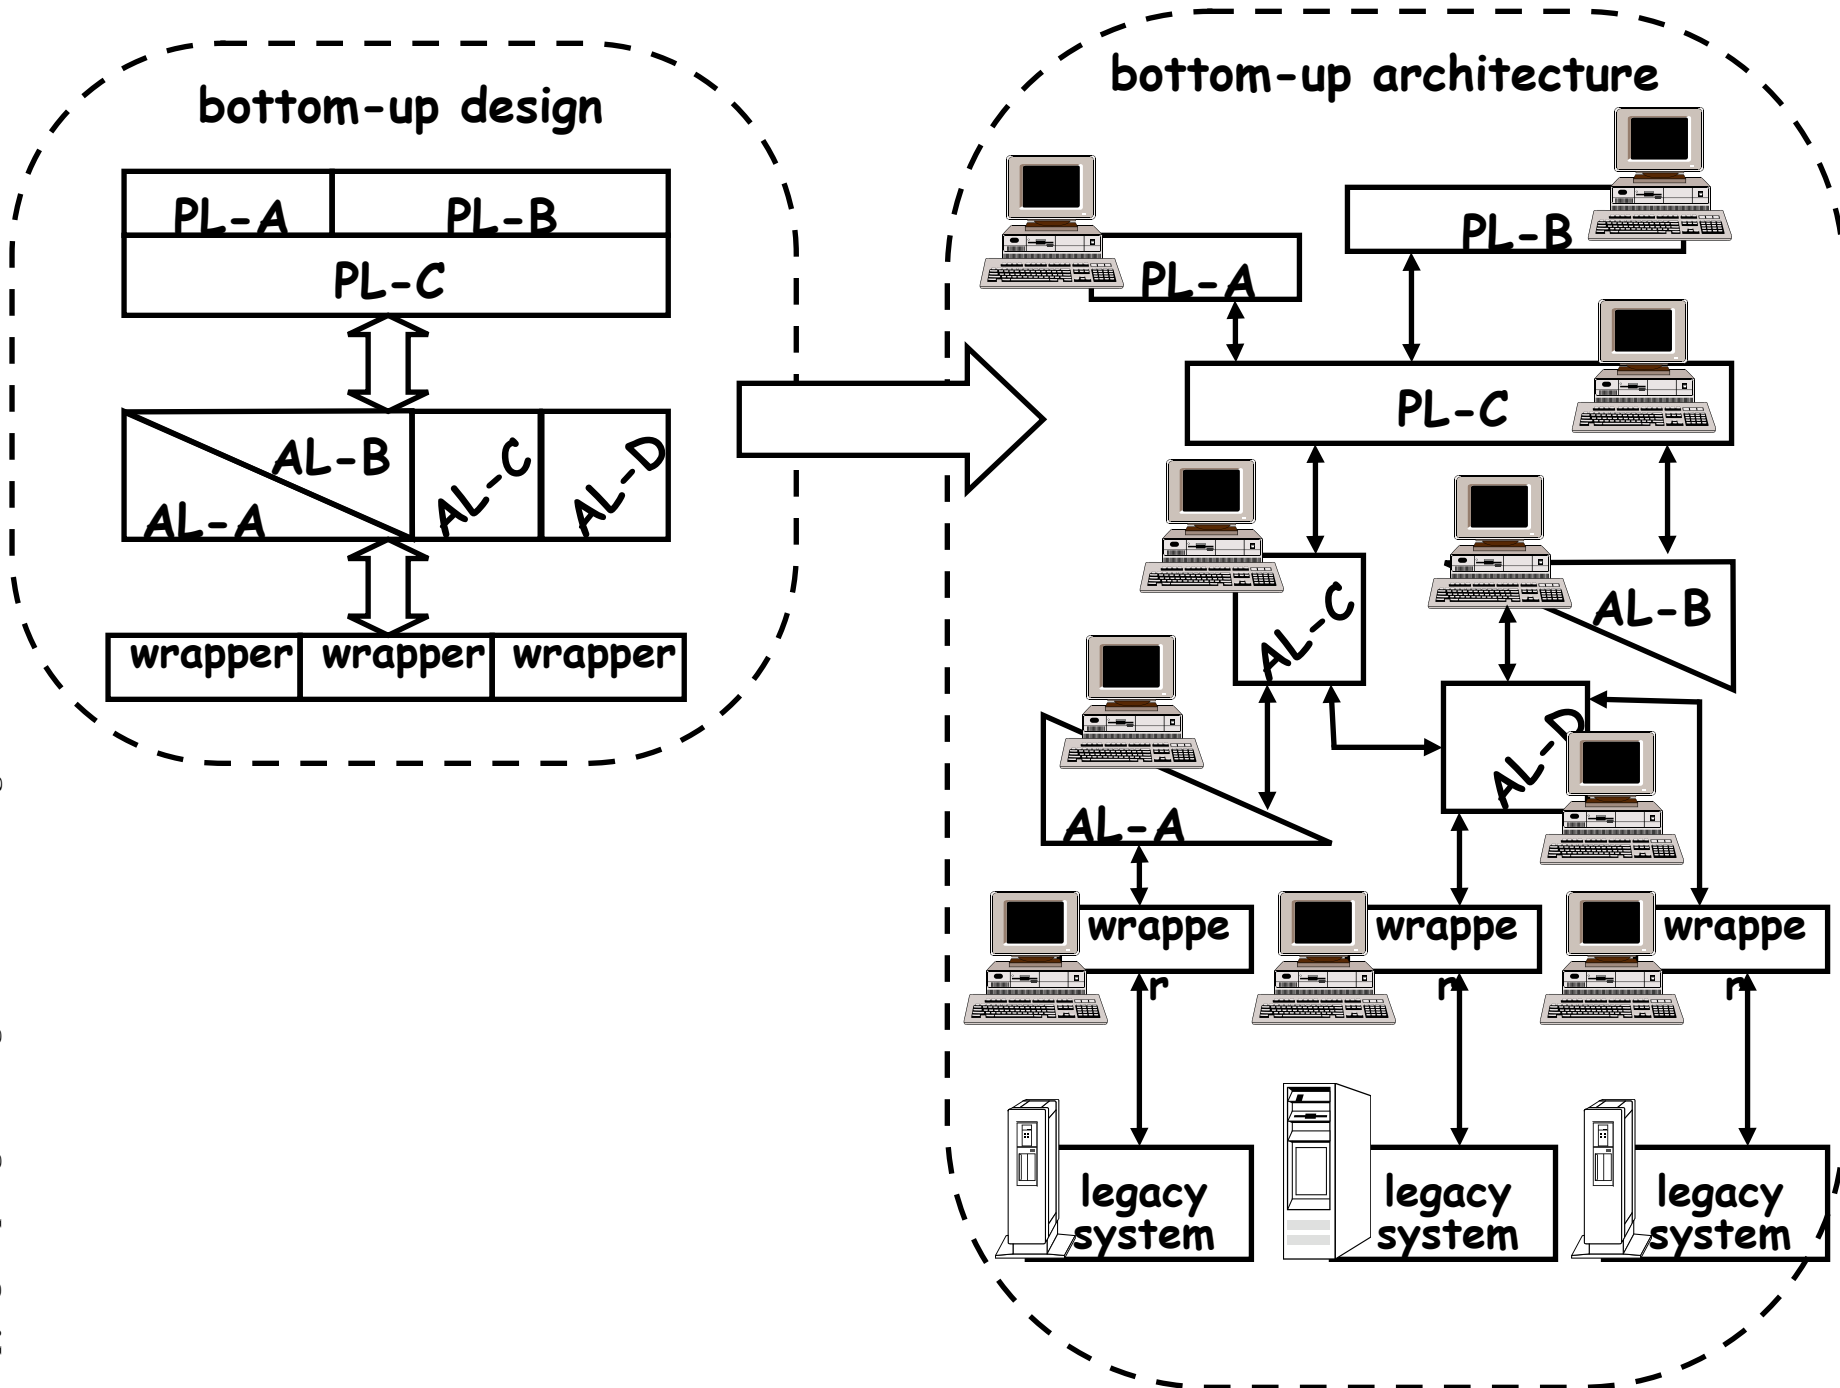 bottom-up design
PL-A PL-B
PL-C
AL-B
AL-A
AL-C
AL-D
wrapper wrapper wrapper
bottom-up architecture
PL-B
PL-A
PL-C
AL-C
AL-B
AL-D
AL-A
wrappe
r
wrappe
r
wrappe
r
legacy
system
legacy
system
legacy
system